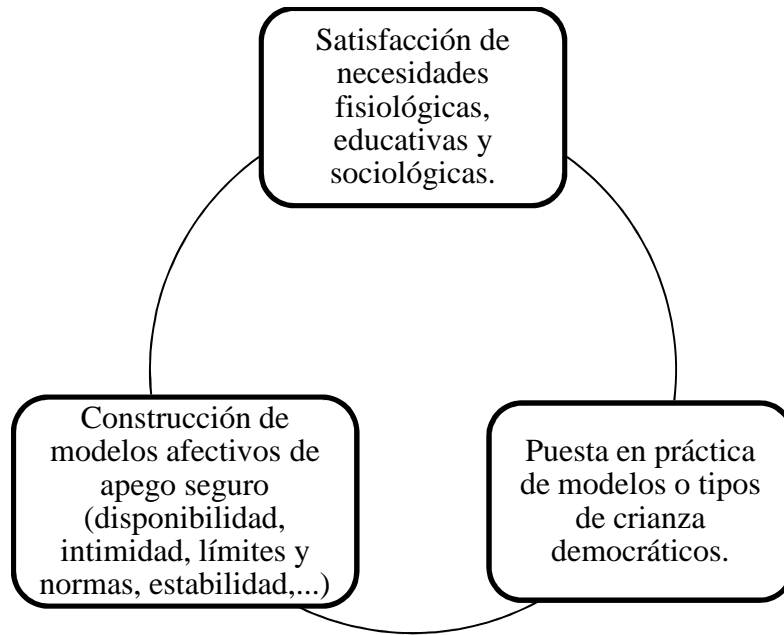 Satisfacción de
necesidades
fisiológicas,
educativas y
sociológicas.
Construcción de
modelos afectivos de
apego seguro
(disponibilidad,
intimidad, límites y
normas, estabilidad,...)
Puesta en práctica
de modelos o tipos
de crianza
democráticos.